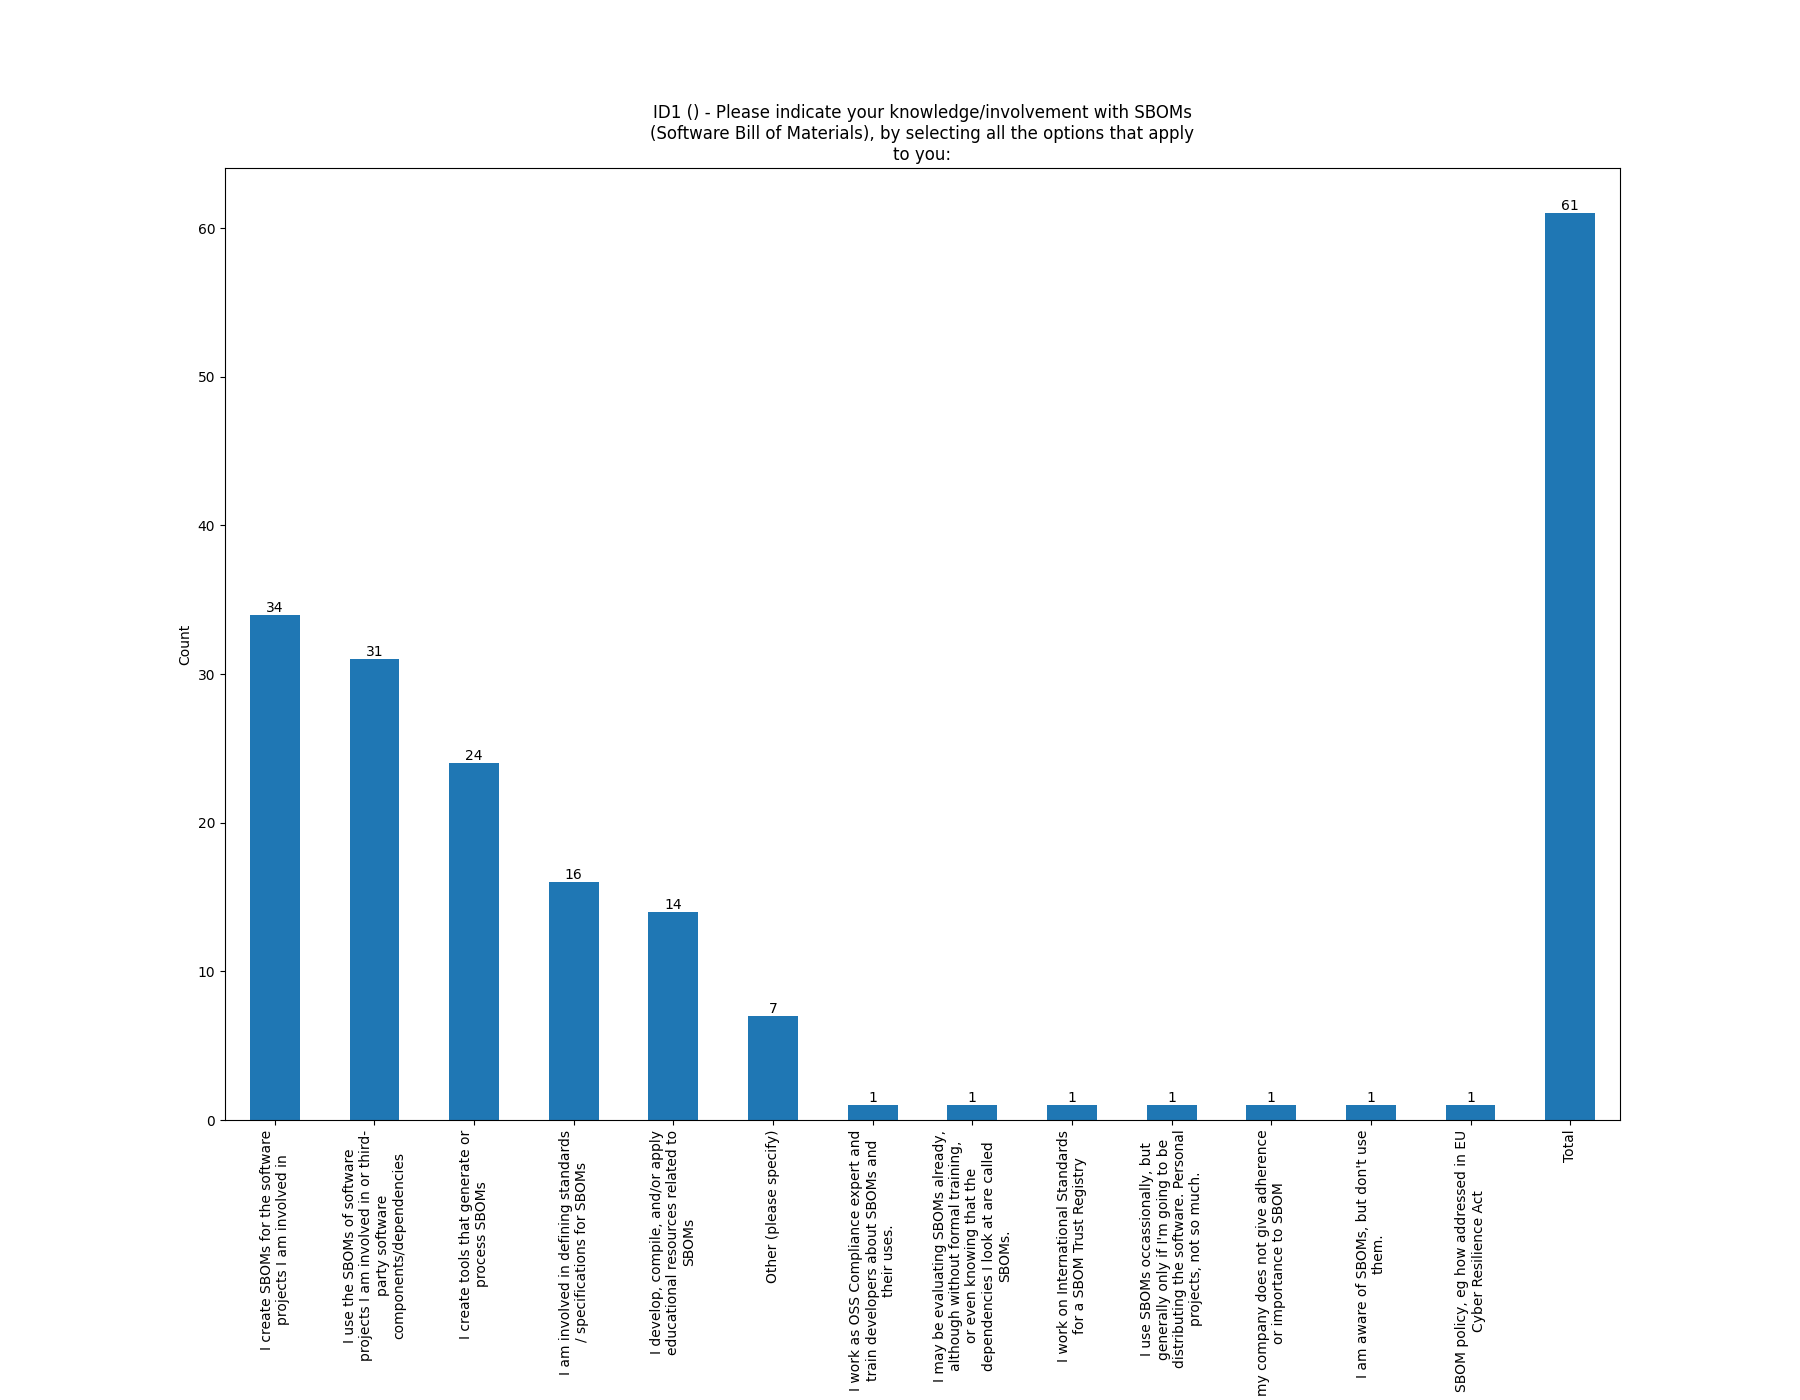 ID1 () - Please indicate your knowledge/involvement with SBOMs
(Software Bill of Materials), by selecting all the options that apply
to you:
Count
60
50
40
30
20
10
0
34
31
24
16
14
7
1
1
1
1
1
1
1
61
I create SBOMs for the software
projects I am involved in
I use the SBOMs of software
projects I am involved in or third-
party software
components/dependencies
I create tools that generate or
process SBOMs
I am involved in defining standards
/ specifications for SBOMs
I develop, compile, and/or apply
educational resources related to
SBOMs
Other (please specify)
I work as OSS Compliance expert and
train developers about SBOMs and
their uses.
I may be evaluating SBOMs already,
although without formal training,
or even knowing that the
dependencies I look at are called
SBOMs.
I work on International Standards
for a SBOM Trust Registry
I use SBOMs occassionally, but
generally only if I'm going to be
distributing the software. Personal
projects, not so much.
my company does not give adherence
or importance to SBOM
I am aware of SBOMs, but don't use
them.
SBOM policy, eg how addressed in EU
Cyber Resilience Act
Total